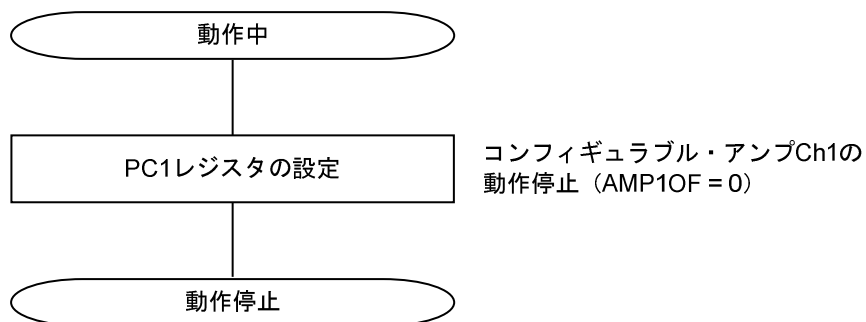 動作中
PC1レジスタの設定
コンフィギュラブル・アンプCh1の
動作停止（AMP1OF = 0）
動作停止